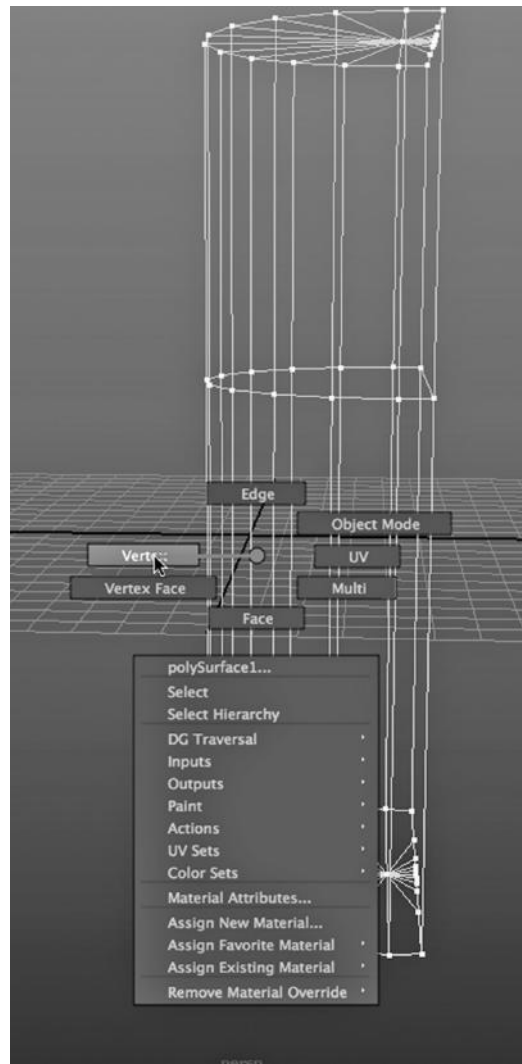 Edge
Object Mode
Vertex
UV
Vertex Face
Multi
Face
polySurface1...
Select
Select Hierarchy
DG Traversal
Inputs
Outputs
Paint
Actions
UV Sets
Color Sets
Material Attributes...
Assign New Material...
Assign Favorite Material
Assign Existing Material
Remove Material Override
persp